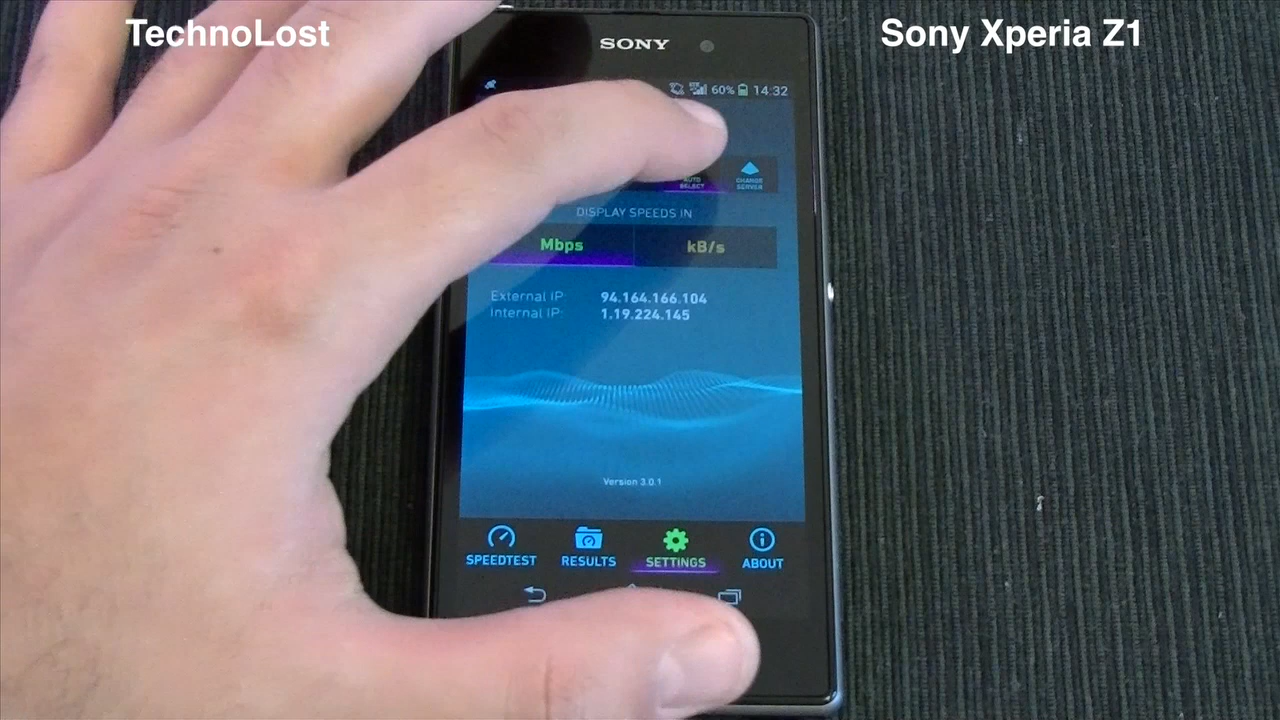 TechnoLost
Sony Xperia Z1
SONY
60% 14:32
AUTO SELECT
CHANGE SERVER
DISPLAY SPEEDS IN
Mbps kB/s
External IP: 94.164.166.104
Internal IP: 1.19.224.145
Version 3.0.1
SPEEDTEST RESULTS SETTINGS ABOUT